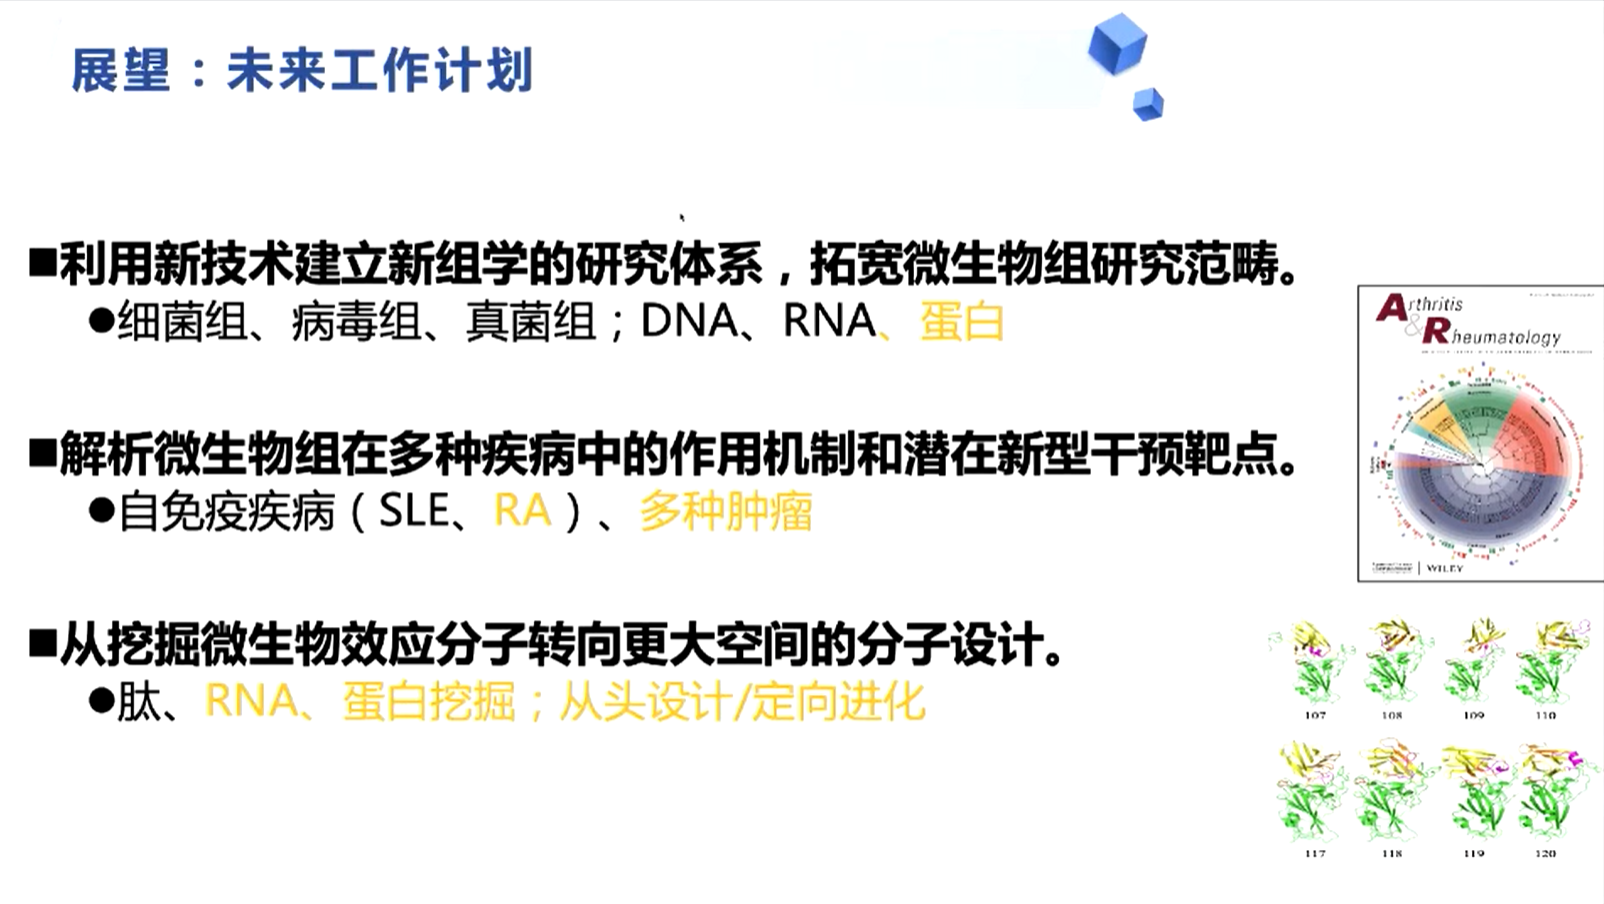 展望：未来工作计划
■利用新技术建立新组学的研究体系，拓宽微生物组研究范畴。
●细菌组、病毒组、真菌组；DNA、RNA、蛋白
■解析微生物组在多种疾病中的作用机制和潜在新型干预靶点。
●自免疫疾病（SLE、RA）、多种肿瘤
■从挖掘微生物效应分子转向更大空间的分子设计。
●肽、RNA、蛋白挖掘；从头设计/定向进化
Arthritis
& Rheumatology
WILEY
107 108 109 110
117 118 119 120